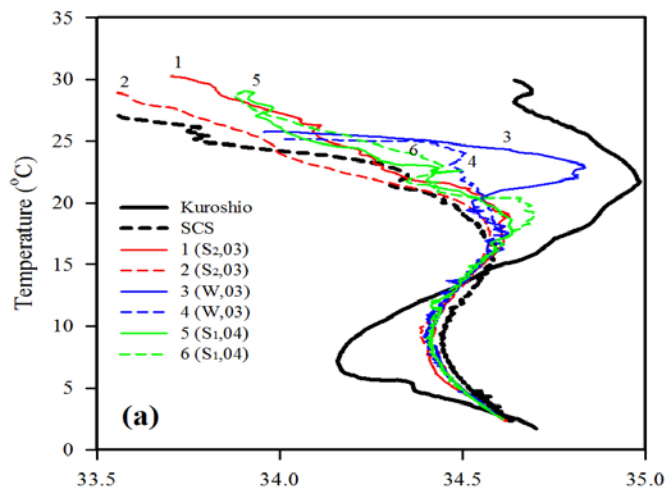 35
30
25
20
15
10
5
0
Temperature (°C)
1
2
5
3
6
4
Kuroshio
SCS
1 (S2,03)
2 (S2,03)
3 (W,03)
4 (W,03)
5 (S1,04)
6 (S1,04)
(a)
33.5 34.0 34.5 35.0